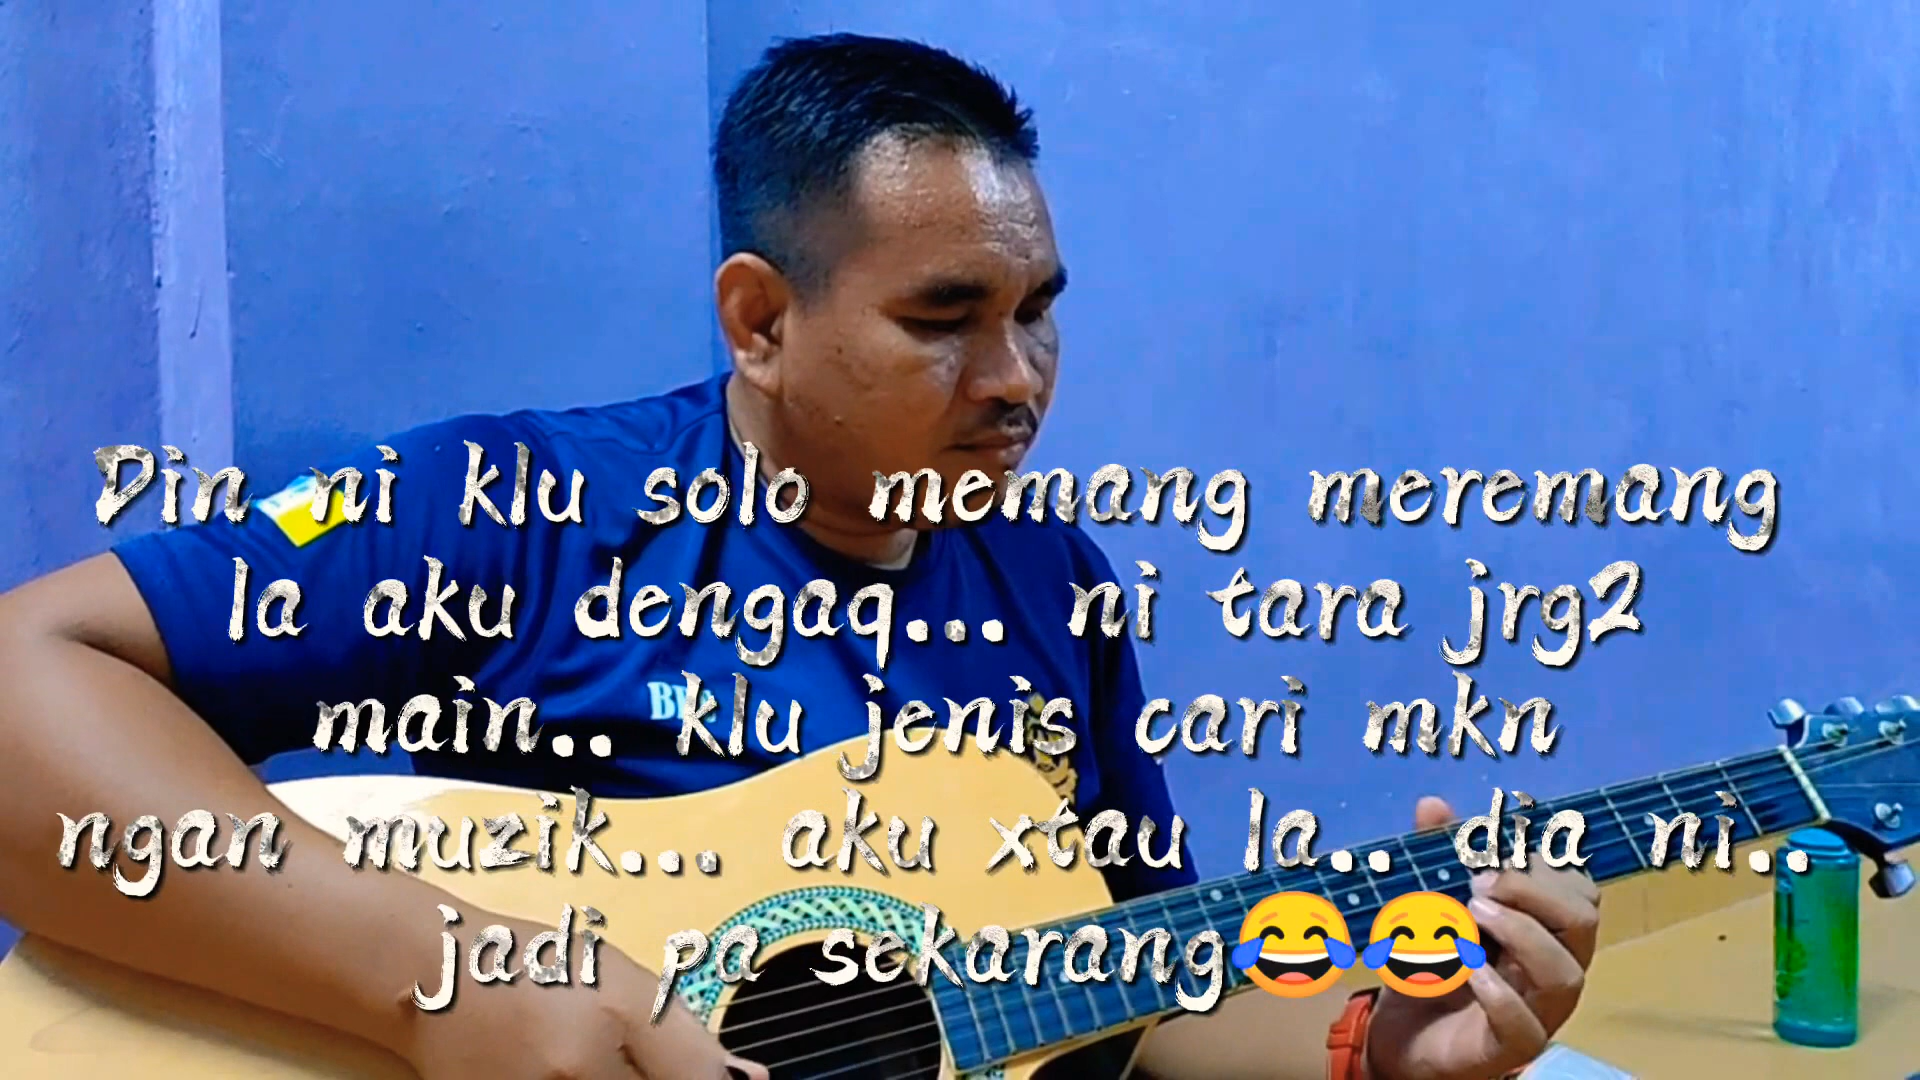 Din ni klu solo memang meremang
la aku dengaq... ni tara jrg2
main.. klu jenis cari mkn
ngan muzik... aku xtau la.. dia ni..
jadi pa sekarang😂😂